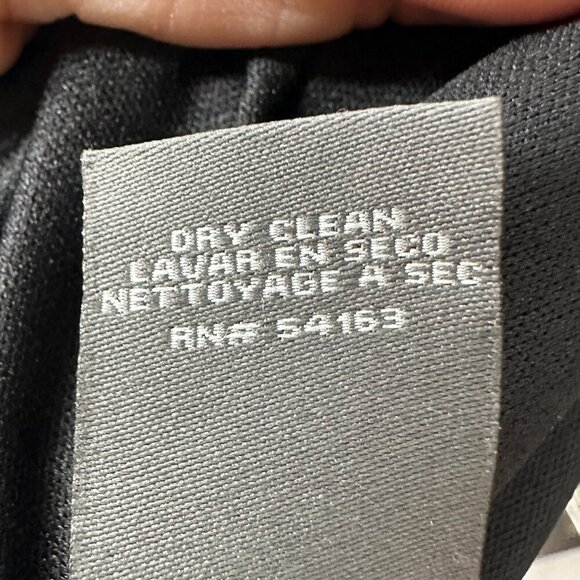 DRY CLEAN
LAVAR EN SECO
NETTOYAGE A SEC
RN# 54163